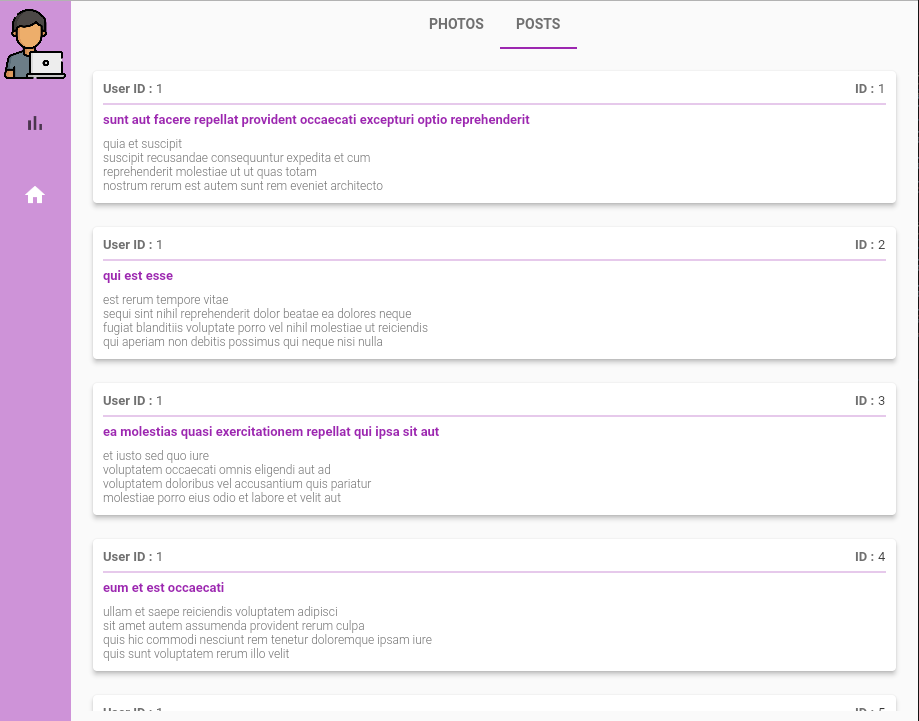 PHOTOS POSTS
User ID : 1 ID : 1
sunt aut facere repellat provident occaecati excepturi optio reprehenderit
quia et suscipit
suscipit recusandae consequuntur expedita et cum
reprehenderit molestiae ut ut quas totam
nostrum rerum est autem sunt rem eveniet architecto
User ID : 1 ID : 2
qui est esse
est rerum tempore vitae
sequi sint nihil reprehenderit dolor beatae ea dolores neque
fugiat blanditiis voluptate porro vel nihil molestiae ut reiciendis
qui aperiam non debitis possimus qui neque nisi nulla
User ID : 1 ID : 3
ea molestias quasi exercitationem repellat qui ipsa sit aut
et iusto sed quo iure
voluptatem occaecati omnis eligendi aut ad
voluptatem doloribus vel accusantium quis pariatur
molestiae porro eius odio et labore et velit aut
User ID : 1 ID : 4
eum et est occaecati
ullam et saepe reiciendis voluptatem adipisci
sit amet autem assumenda provident rerum culpa
quis hic commodi nesciunt rem tenetur doloremque ipsam iure
quis sunt voluptatem rerum illo velit
User ID : 1 ID : 5